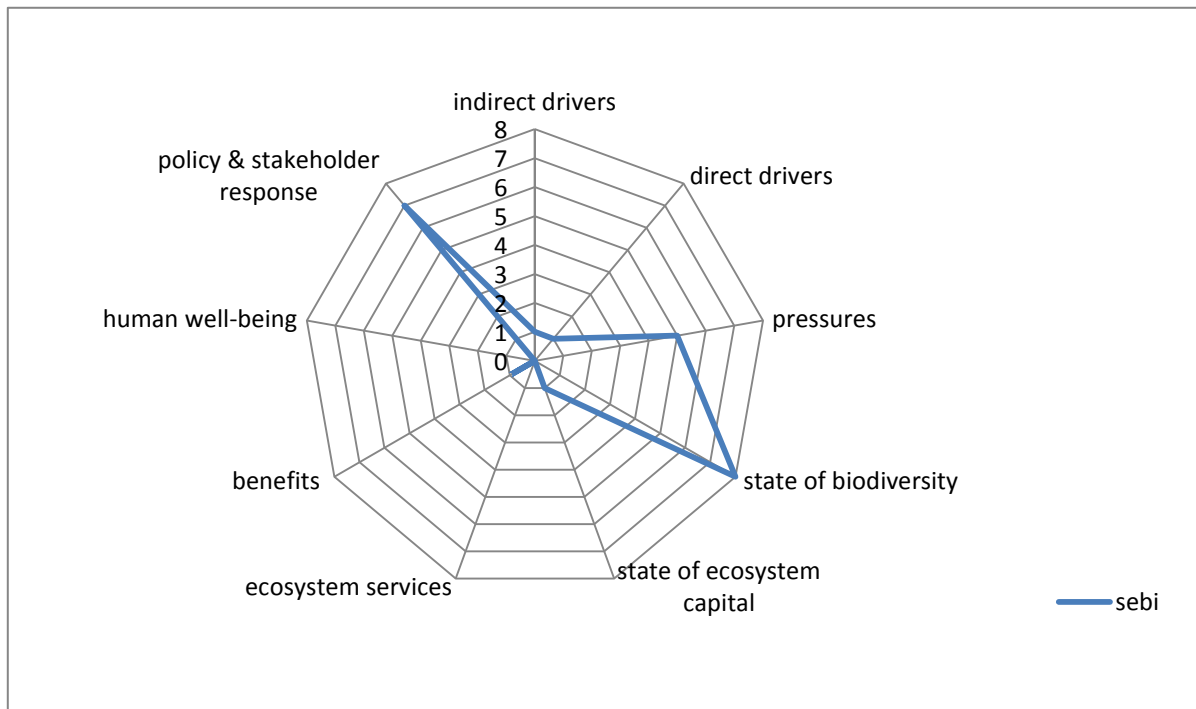 indirect drivers
8
7
6
5
4
3
2
1
0
direct drivers
pressures
state of biodiversity
state of ecosystem
capital
ecosystem services
benefits
human well-being
policy & stakeholder
response
sebi